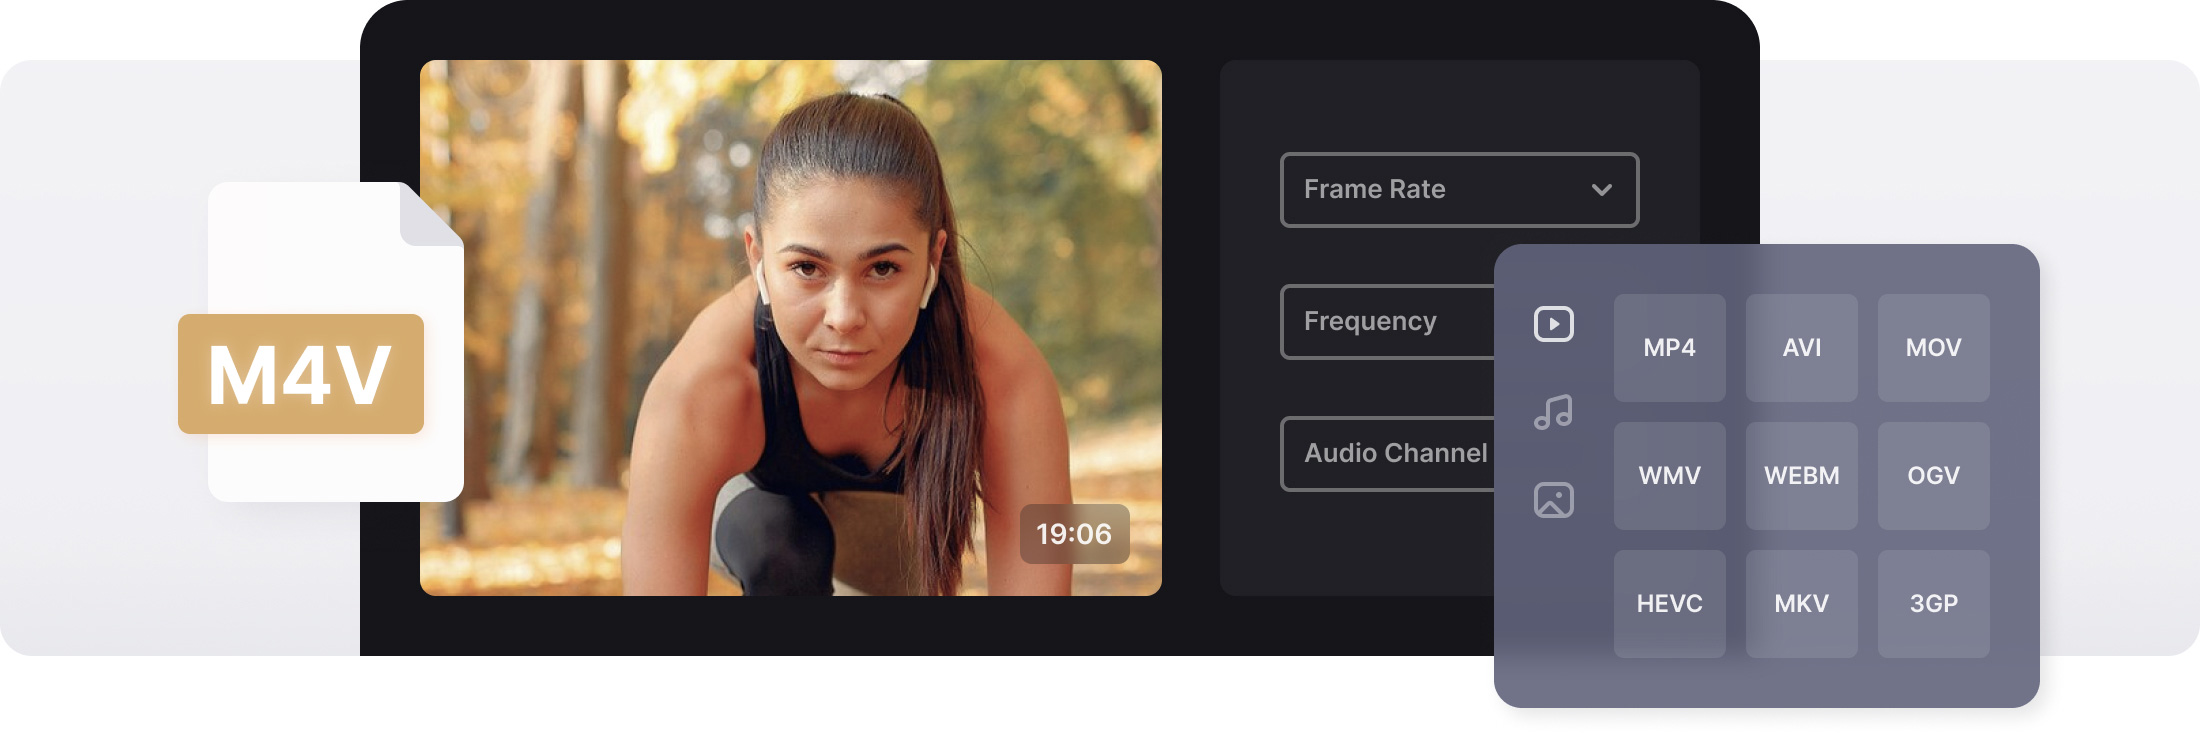 M4V
19:06
Frame Rate
Frequency
Audio Channel
MP4 AVI MOV
WMV WEBM OGV
HEVC MKV 3GP